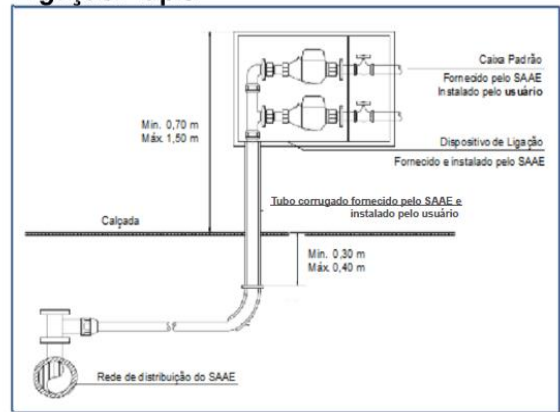 Caixa Padrão
Fornecido pelo SAAE
Instalado pelo usuário
Min. 0,70 m
Máx. 1,50 m
Dispositivo de Ligação
Fornecido e instalado pelo SAAE
Tubo corrugado fornecido pelo SAAE e
instalado pelo usuário
Calçada
Min. 0,30 m
Máx. 0,40 m
Rede de distribuição do SAAE